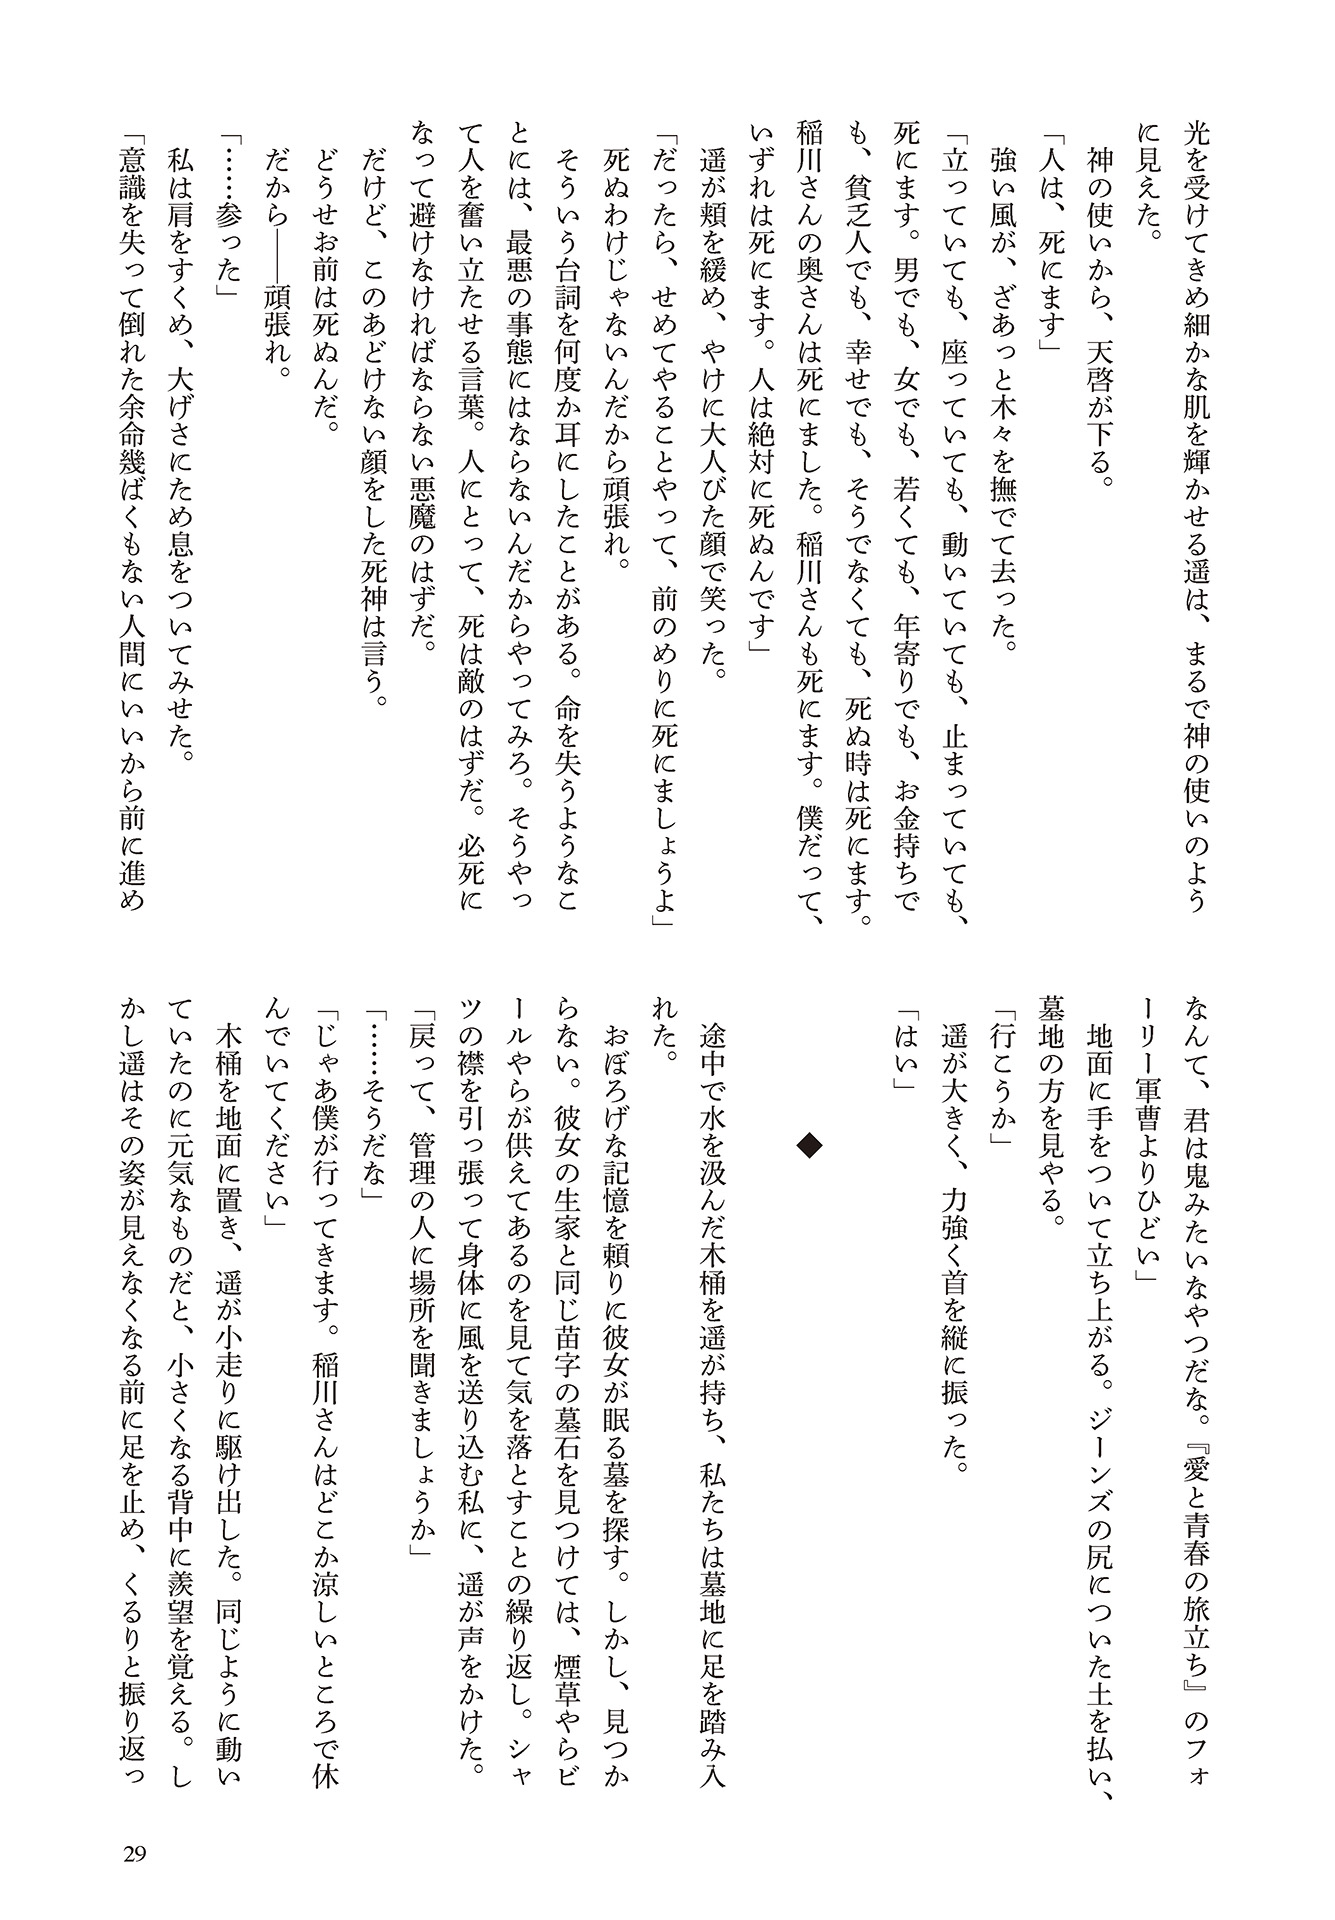 光を受けてきめ細かな肌を輝かせる遥は、まるで神の使いのよう
に見えた。
　神の使いから、天啓が下る。
「人は、死にます」
　強い風が、ざあっと木々を撫でて去った。
「立っていても、座っていても、動いていても、止まっていても、
死にます。男でも、女でも、若くても、年寄りでも、お金持ちで
も、貧乏人でも、幸せでも、そうでなくても、死ぬ時は死にます。
稲川さんの奥さんは死にました。稲川さんも死にます。僕だって、
いずれは死にます。人は絶対に死ぬんです」
　遥が頬を緩め、やけに大人びた顔で笑った。
「だったら、せめてやることやって、前のめりに死にましょうよ」
　死ぬわけじゃないんだから頑張れ。
　そういう台詞を何度か耳にしたことがある。命を失うようなこ
とには、最悪の事態にはならないんだからやってみろ。そうやっ
て人を奮い立たせる言葉。人にとって、死は敵のはずだ。必死に
なって避けなければならない悪魔のはずだ。
　だけど、このあどけない顔をした死神は言う。
　どうせお前は死ぬんだ。
　だから――頑張れ。
「……参った」
　私は肩をすくめ、大げさにため息をついてみせた。
「意識を失って倒れた余命幾ばくもない人間にいいから前に進め
なんて、君は鬼みたいなやつだな。『愛と青春の旅立ち』のフォ
ーリー軍曹よりひどい」
　地面に手をついて立ち上がる。ジーンズの尻についた土を払い、
墓地の方を見やる。
「行こうか」
　遥が大きく、力強く首を縦に振った。
「はい」
◆
　途中で水を汲んだ木桶を遥が持ち、私たちは墓地に足を踏み入
れた。
　おぼろげな記憶を頼りに彼女が眠る墓を探す。しかし、見つか
らない。彼女の生家と同じ苗字の墓石を見つけては、煙草やらビ
ールやらが供えてあるのを見て気を落とすことの繰り返し。シャ
ツの襟を引っ張って身体に風を送り込む私に、遥が声をかけた。
「戻って、管理の人に場所を聞きましょうか」
「……そうだな」
「じゃあ僕が行ってきます。稲川さんはどこか涼しいところで休
んでいてください」
　木桶を地面に置き、遥が小走りに駆け出した。同じように動い
ていたのに元気なものだと、小さくなる背中に羨望を覚える。し
かし遥はその姿が見えなくなる前に足を止め、くるりと振り返っ
29